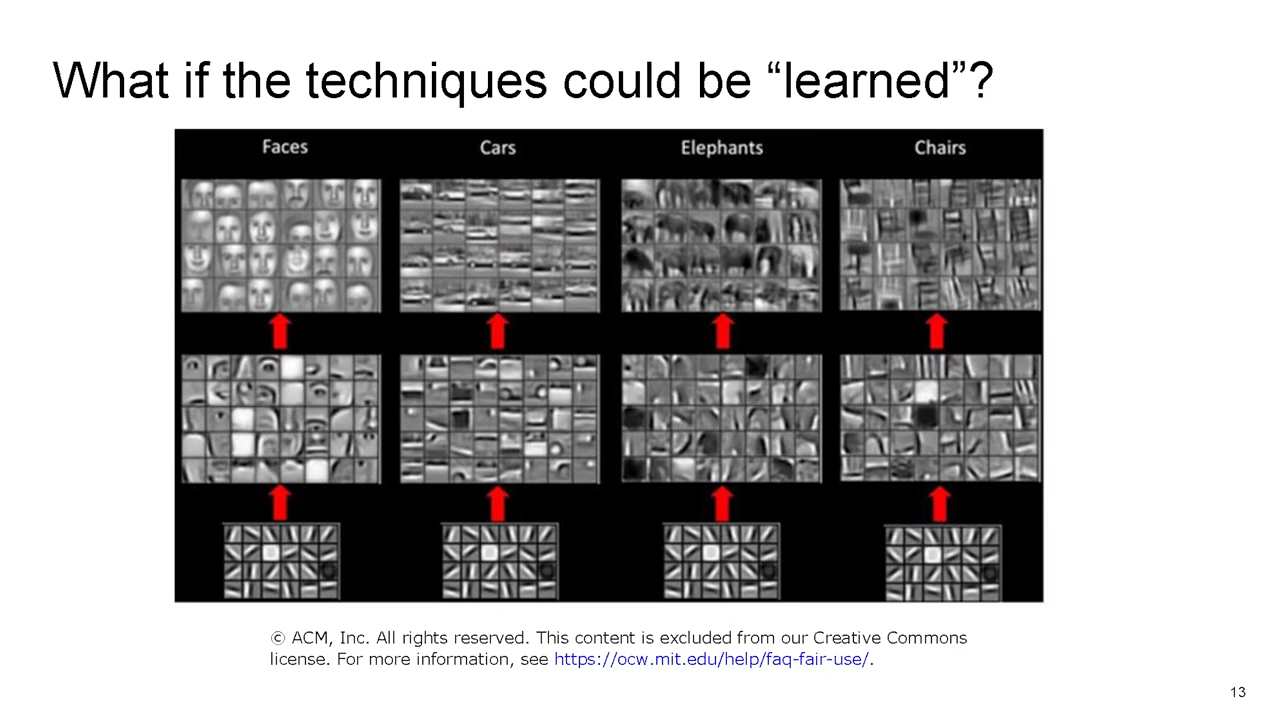 What if the techniques could be “learned”?
Faces
Cars
Elephants
Chairs
© ACM, Inc. All rights reserved. This content is excluded from our Creative Commons
license. For more information, see https://ocw.mit.edu/help/faq-fair-use/.
13